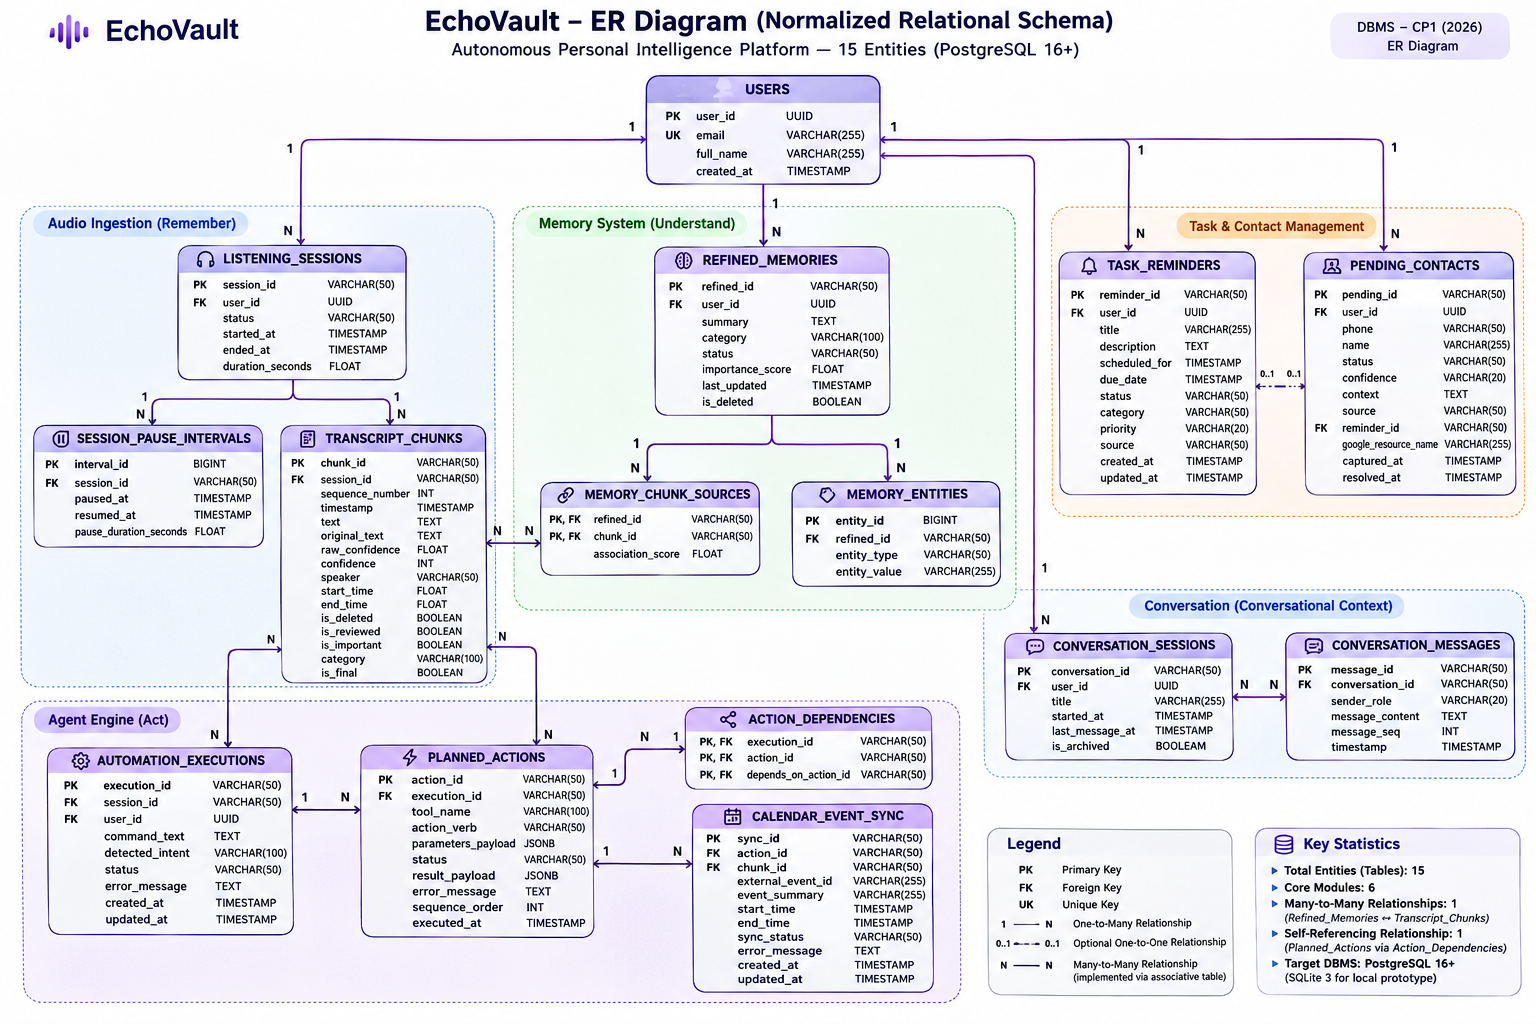 EchoVault
EchoVault – ER Diagram (Normalized Relational Schema)
Autonomous Personal Intelligence Platform — 15 Entities (PostgreSQL 16+)
DBMS – CP1 (2026)
ER Diagram
USERS
PK user_id UUID
UK email VARCHAR(255)
full_name VARCHAR(255)
created_at TIMESTAMP
1
1
1
1
1
1
1
N
N
N
N
Audio Ingestion (Remember)
LISTENING_SESSIONS
PK session_id VARCHAR(50)
FK user_id UUID
status VARCHAR(50)
started_at TIMESTAMP
ended_at TIMESTAMP
duration_seconds FLOAT
1
1
N
N
SESSION_PAUSE_INTERVALS
PK interval_id BIGINT
FK session_id VARCHAR(50)
paused_at TIMESTAMP
resumed_at TIMESTAMP
pause_duration_seconds FLOAT
TRANSCRIPT_CHUNKS
PK chunk_id VARCHAR(50)
FK session_id VARCHAR(50)
sequence_number INT
timestamp TIMESTAMP
text TEXT
original_text TEXT
raw_confidence FLOAT
confidence INT
speaker VARCHAR(50)
start_time FLOAT
end_time FLOAT
is_deleted BOOLEAN
is_reviewed BOOLEAN
is_important BOOLEAN
category VARCHAR(100)
is_final BOOLEAN
N N
N
N
Memory System (Understand)
REFINED_MEMORIES
PK refined_id VARCHAR(50)
FK user_id UUID
summary TEXT
category VARCHAR(100)
status VARCHAR(50)
importance_score FLOAT
last_updated TIMESTAMP
is_deleted BOOLEAN
1
1
N
N
MEMORY_CHUNK_SOURCES
PK, FK refined_id VARCHAR(50)
PK, FK chunk_id VARCHAR(50)
association_score FLOAT
MEMORY_ENTITIES
PK entity_id BIGINT
FK refined_id VARCHAR(50)
entity_type VARCHAR(50)
entity_value VARCHAR(255)
Task & Contact Management
TASK_REMINDERS
PK reminder_id VARCHAR(50)
FK user_id UUID
title VARCHAR(255)
description TEXT
scheduled_for TIMESTAMP
due_date TIMESTAMP
status VARCHAR(50)
category VARCHAR(50)
priority VARCHAR(20)
source VARCHAR(50)
created_at TIMESTAMP
updated_at TIMESTAMP
0..1 0..1
PENDING_CONTACTS
PK pending_id VARCHAR(50)
FK user_id UUID
phone VARCHAR(50)
name VARCHAR(255)
status VARCHAR(50)
confidence VARCHAR(20)
context TEXT
source VARCHAR(50)
FK reminder_id VARCHAR(50)
google_resource_name VARCHAR(255)
captured_at TIMESTAMP
resolved_at TIMESTAMP
1
N
Conversation (Conversational Context)
CONVERSATION_SESSIONS
PK conversation_id VARCHAR(50)
FK user_id UUID
title VARCHAR(255)
started_at TIMESTAMP
last_message_at TIMESTAMP
is_archived BOOLEAM
N N
CONVERSATION_MESSAGES
PK message_id VARCHAR(50)
FK conversation_id VARCHAR(50)
sender_role VARCHAR(20)
message_content TEXT
message_seq INT
timestamp TIMESTAMP
Agent Engine (Act)
N
N
AUTOMATION_EXECUTIONS
PK execution_id VARCHAR(50)
FK session_id VARCHAR(50)
FK user_id UUID
command_text TEXT
detected_intent VARCHAR(100)
status VARCHAR(50)
error_message TEXT
created_at TIMESTAMP
updated_at TIMESTAMP
1 N
PLANNED_ACTIONS
PK action_id VARCHAR(50)
FK execution_id VARCHAR(50)
tool_name VARCHAR(100)
action_verb VARCHAR(50)
parameters_payload JSONB
status VARCHAR(50)
result_payload JSONB
error_message TEXT
sequence_order INT
executed_at TIMESTAMP
N 1
1
1 N
ACTION_DEPENDENCIES
PK, FK execution_id VARCHAR(50)
PK, FK action_id VARCHAR(50)
PK, FK depends_on_action_id VARCHAR(50)
CALENDAR_EVENT_SYNC
PK sync_id VARCHAR(50)
FK action_id VARCHAR(50)
FK chunk_id VARCHAR(50)
external_event_id VARCHAR(255)
event_summary VARCHAR(255)
start_time TIMESTAMP
end_time TIMESTAMP
sync_status VARCHAR(50)
error_message TEXT
created_at TIMESTAMP
updated_at TIMESTAMP
Legend
PK Primary Key
FK Foreign Key
UK Unique Key
1 N One-to-Many Relationship
0..1 0..1 Optional One-to-One Relationship
N N Many-to-Many Relationship
(implemented via associative table)
Key Statistics
Total Entities (Tables): 15
Core Modules: 6
Many-to-Many Relationships: 1
(Refined_Memories ↔ Transcript_Chunks)
Self-Referencing Relationship: 1
(Planned_Actions via Action_Dependencies)
Target DBMS: PostgreSQL 16+
(SQLite 3 for local prototype)